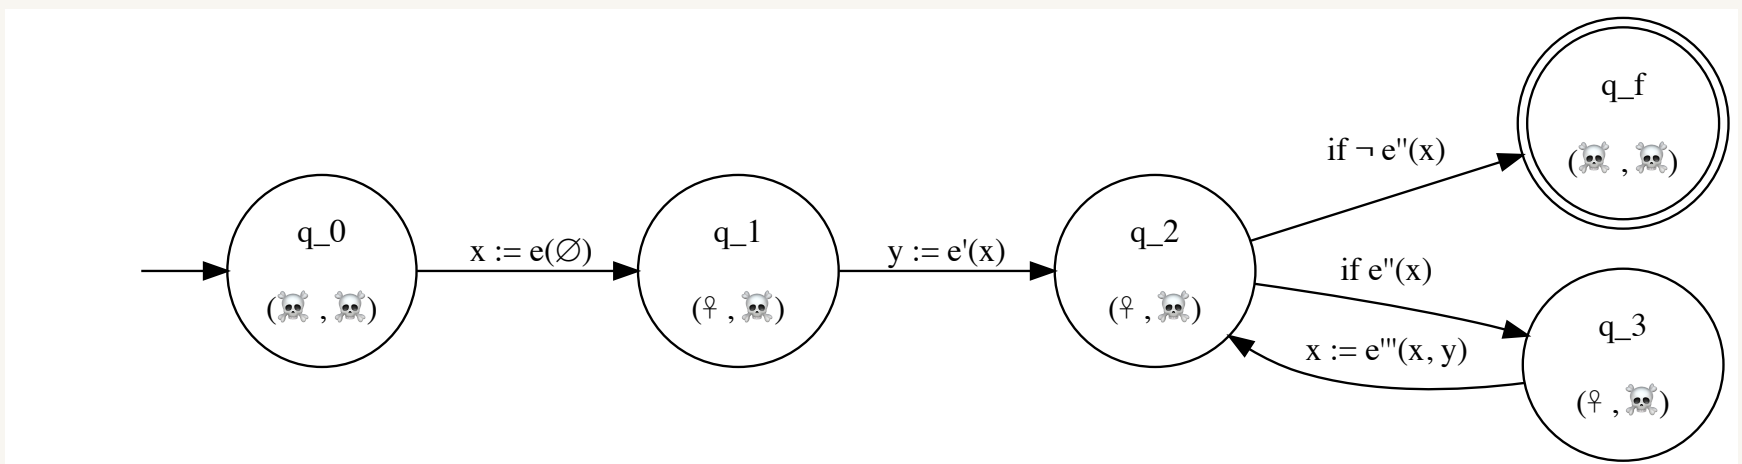 q_0
(☠️ , ☠️)
x := e(∅)
q_1
(♀ , ☠️)
y := e'(x)
q_2
(♀ , ☠️)
if ¬ e''(x)
q_f
(☠️ , ☠️)
if e''(x)
x := e'''(x, y)
q_3
(♀ , ☠️)